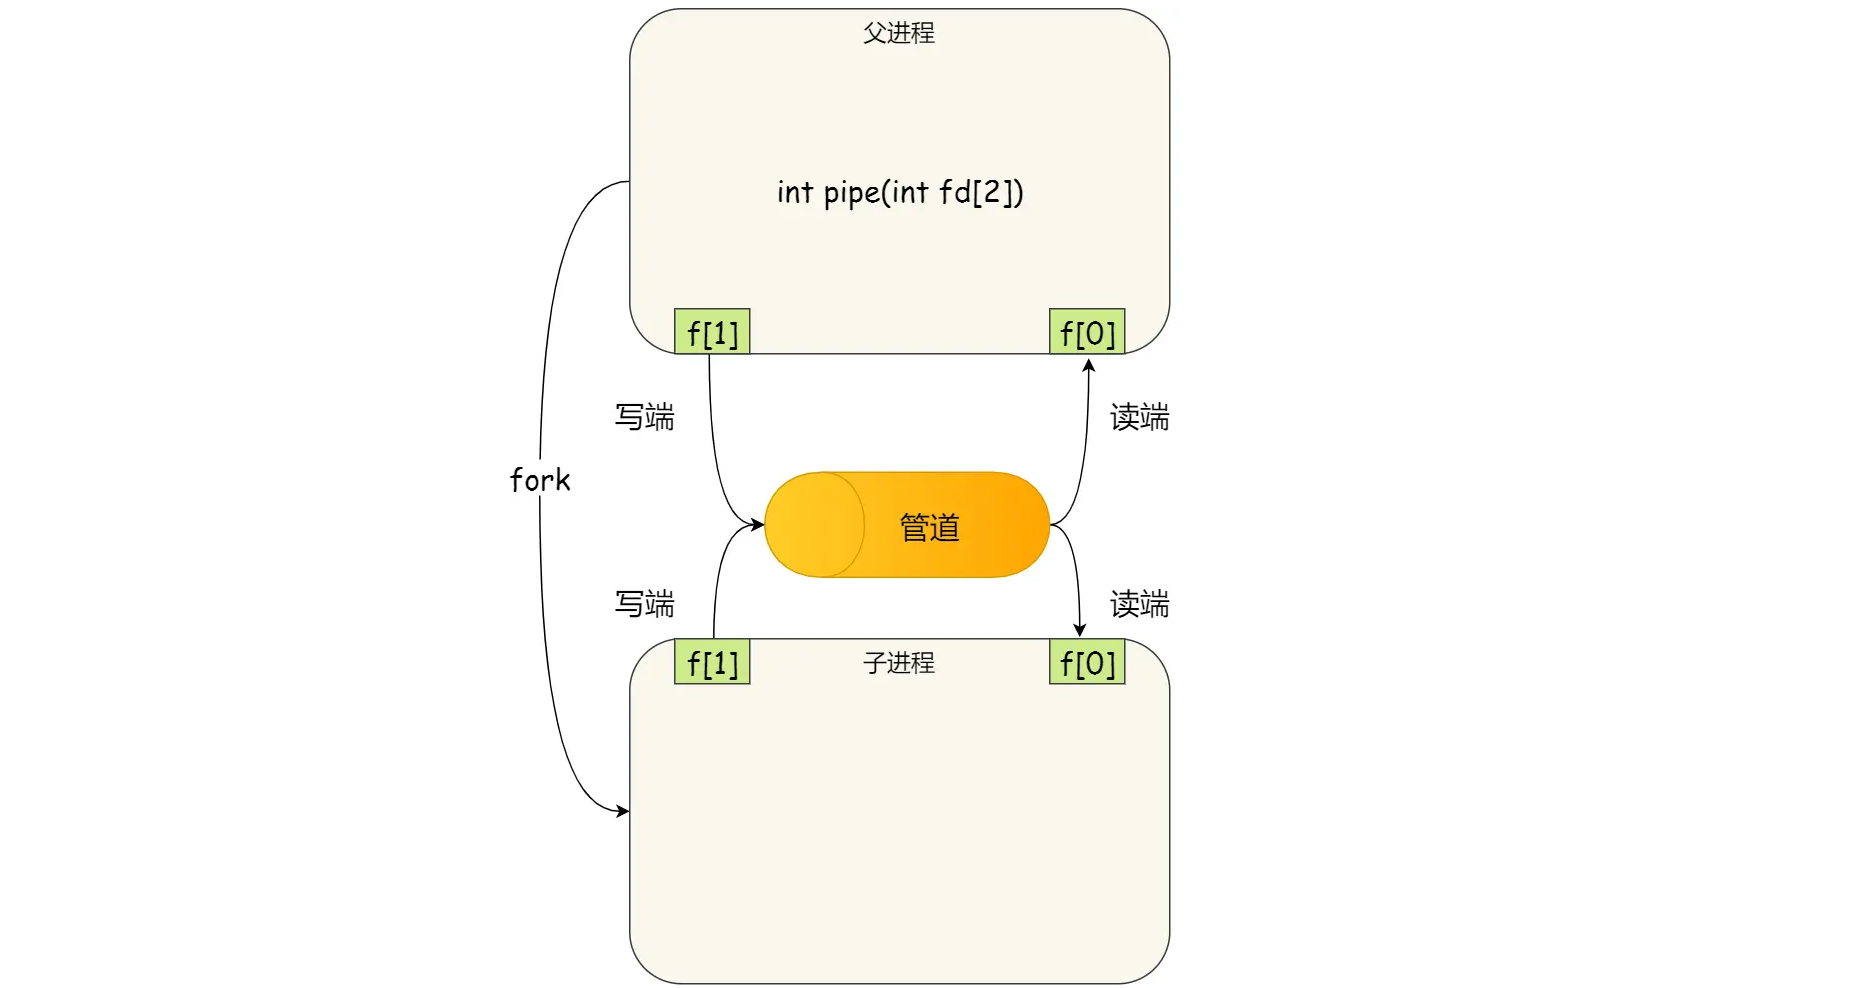 父进程
int pipe(int fd[2])
f[1]
f[0]
写端
读端
fork
管道
写端
读端
f[1]
子进程
f[0]